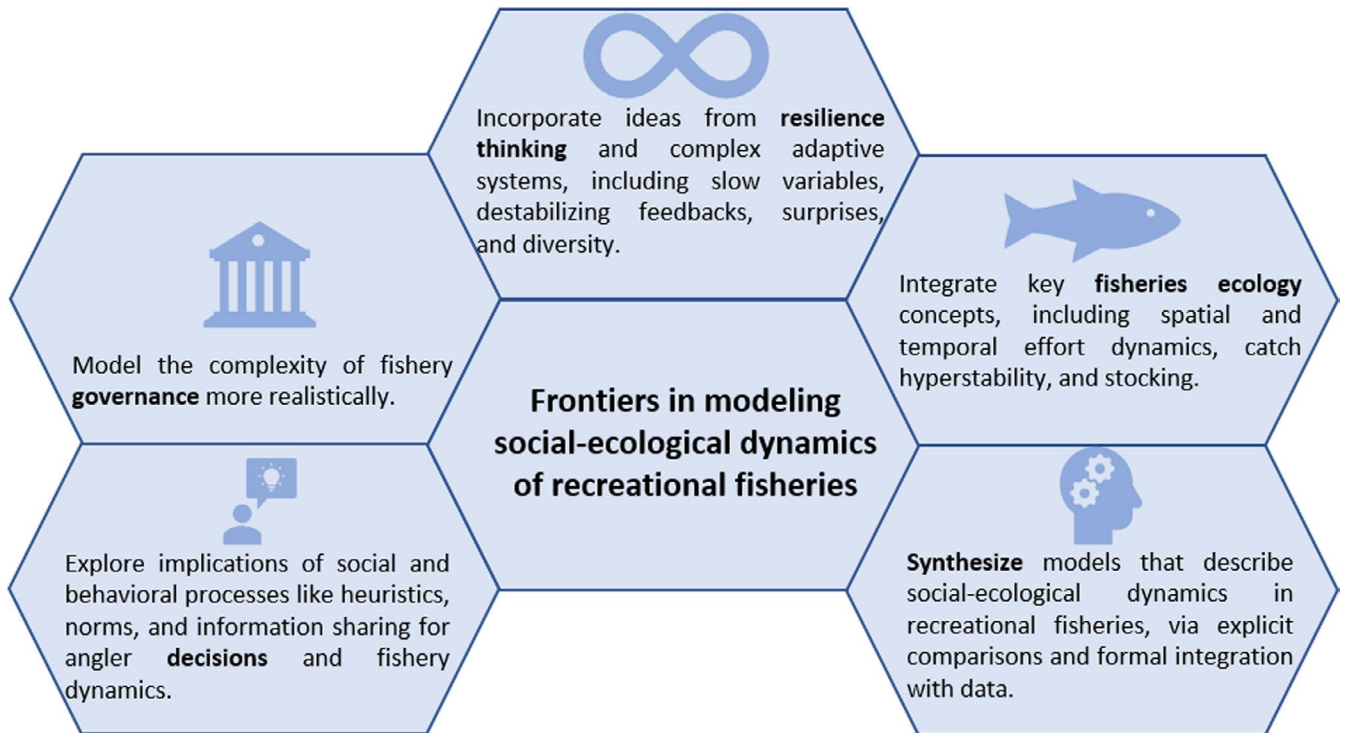 Incorporate ideas from resilience
thinking and complex adaptive
systems, including slow variables,
destabilizing feedbacks, surprises,
and diversity.
Model the complexity of fishery
governance more realistically.
Integrate key fisheries ecology
concepts, including spatial and
temporal effort dynamics, catch
hyperstability, and stocking.
Frontiers in modeling
social-ecological dynamics
of recreational fisheries
Explore implications of social and
behavioral processes like heuristics,
norms, and information sharing for
angler decisions and fishery
dynamics.
Synthesize models that describe
social-ecological dynamics in
recreational fisheries, via explicit
comparisons and formal integration
with data.